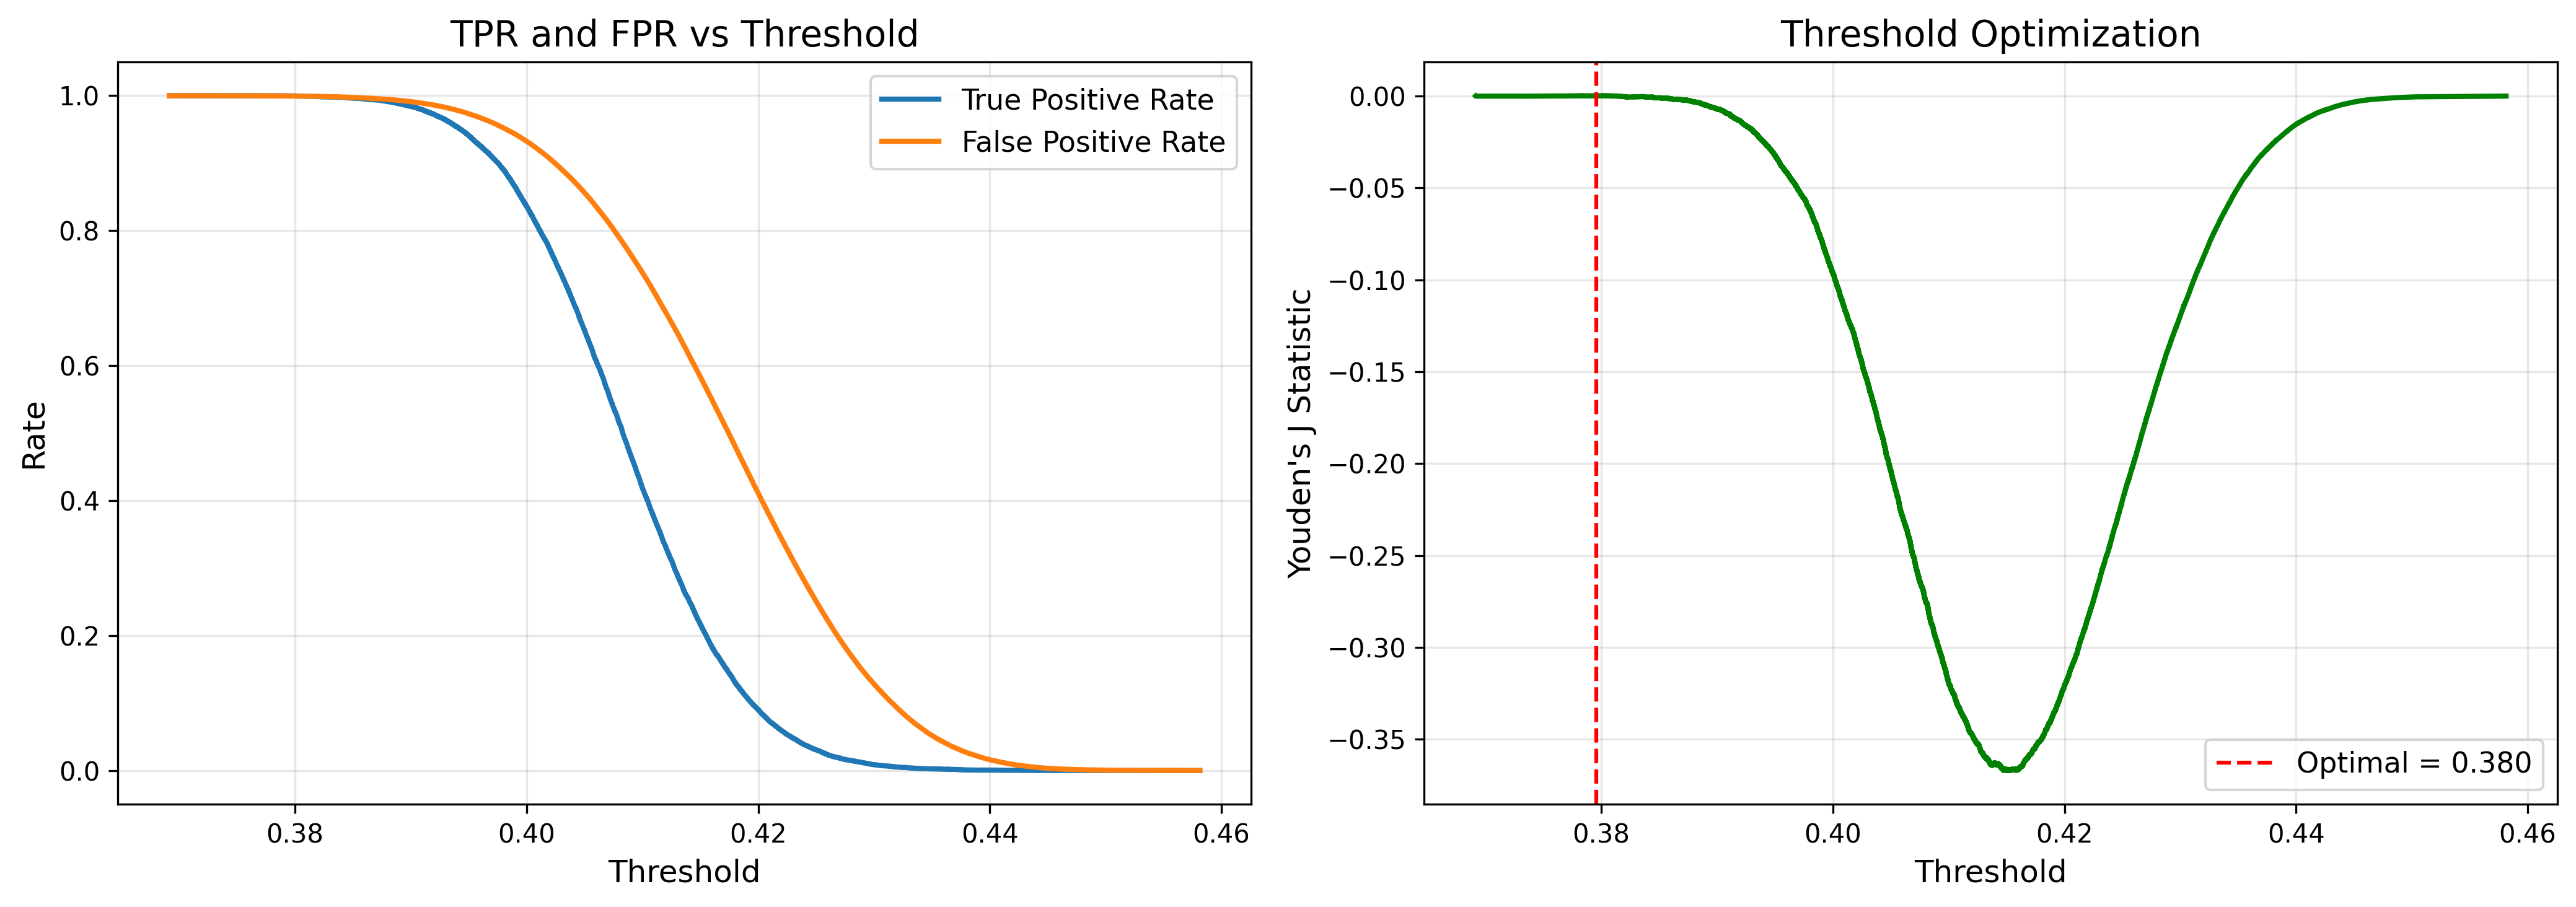 TPR and FPR vs Threshold
True Positive Rate
False Positive Rate
Rate
1.0
0.8
0.6
0.4
0.2
0.0
0.38 0.40 0.42 0.44 0.46
Threshold
Threshold Optimization
Youden's J Statistic
0.00
−0.05
−0.10
−0.15
−0.20
−0.25
−0.30
−0.35
Optimal = 0.380
0.38 0.40 0.42 0.44 0.46
Threshold